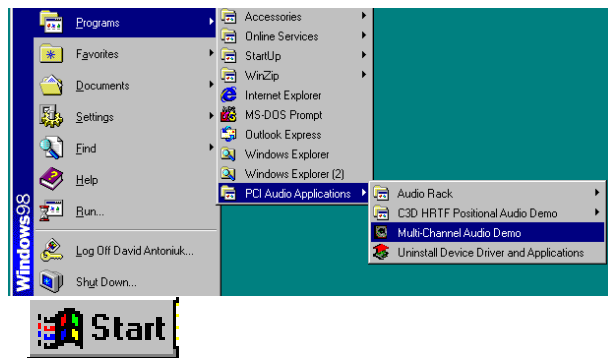 Programs
Favorites
Documents
Settings
Find
Help
Run...
Log Off David Antoniuk...
Shut Down...
Windows98
Accessories
Online Services
StartUp
WinZip
Internet Explorer
MS-DOS Prompt
Outlook Express
Windows Explorer
Windows Explorer (2)
PCI Audio Applications
Audio Rack
C3D HRTF Positional Audio Demo
Multi-Channel Audio Demo
Uninstall Device Driver and Applications
Start